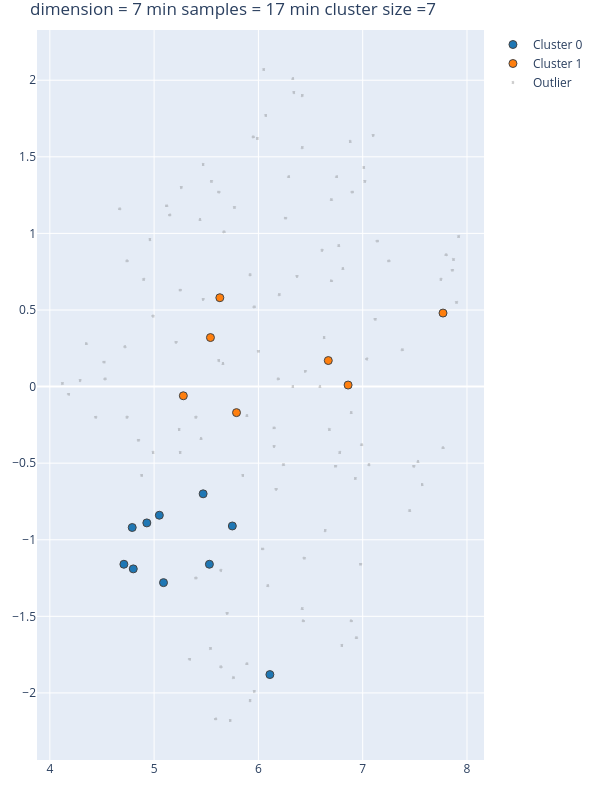 dimension = 7 min samples = 17 min cluster size =7
Cluster 0
Cluster 1
Outlier
2
1.5
1
0.5
0
−0.5
−1
−1.5
−2
4 5 6 7 8